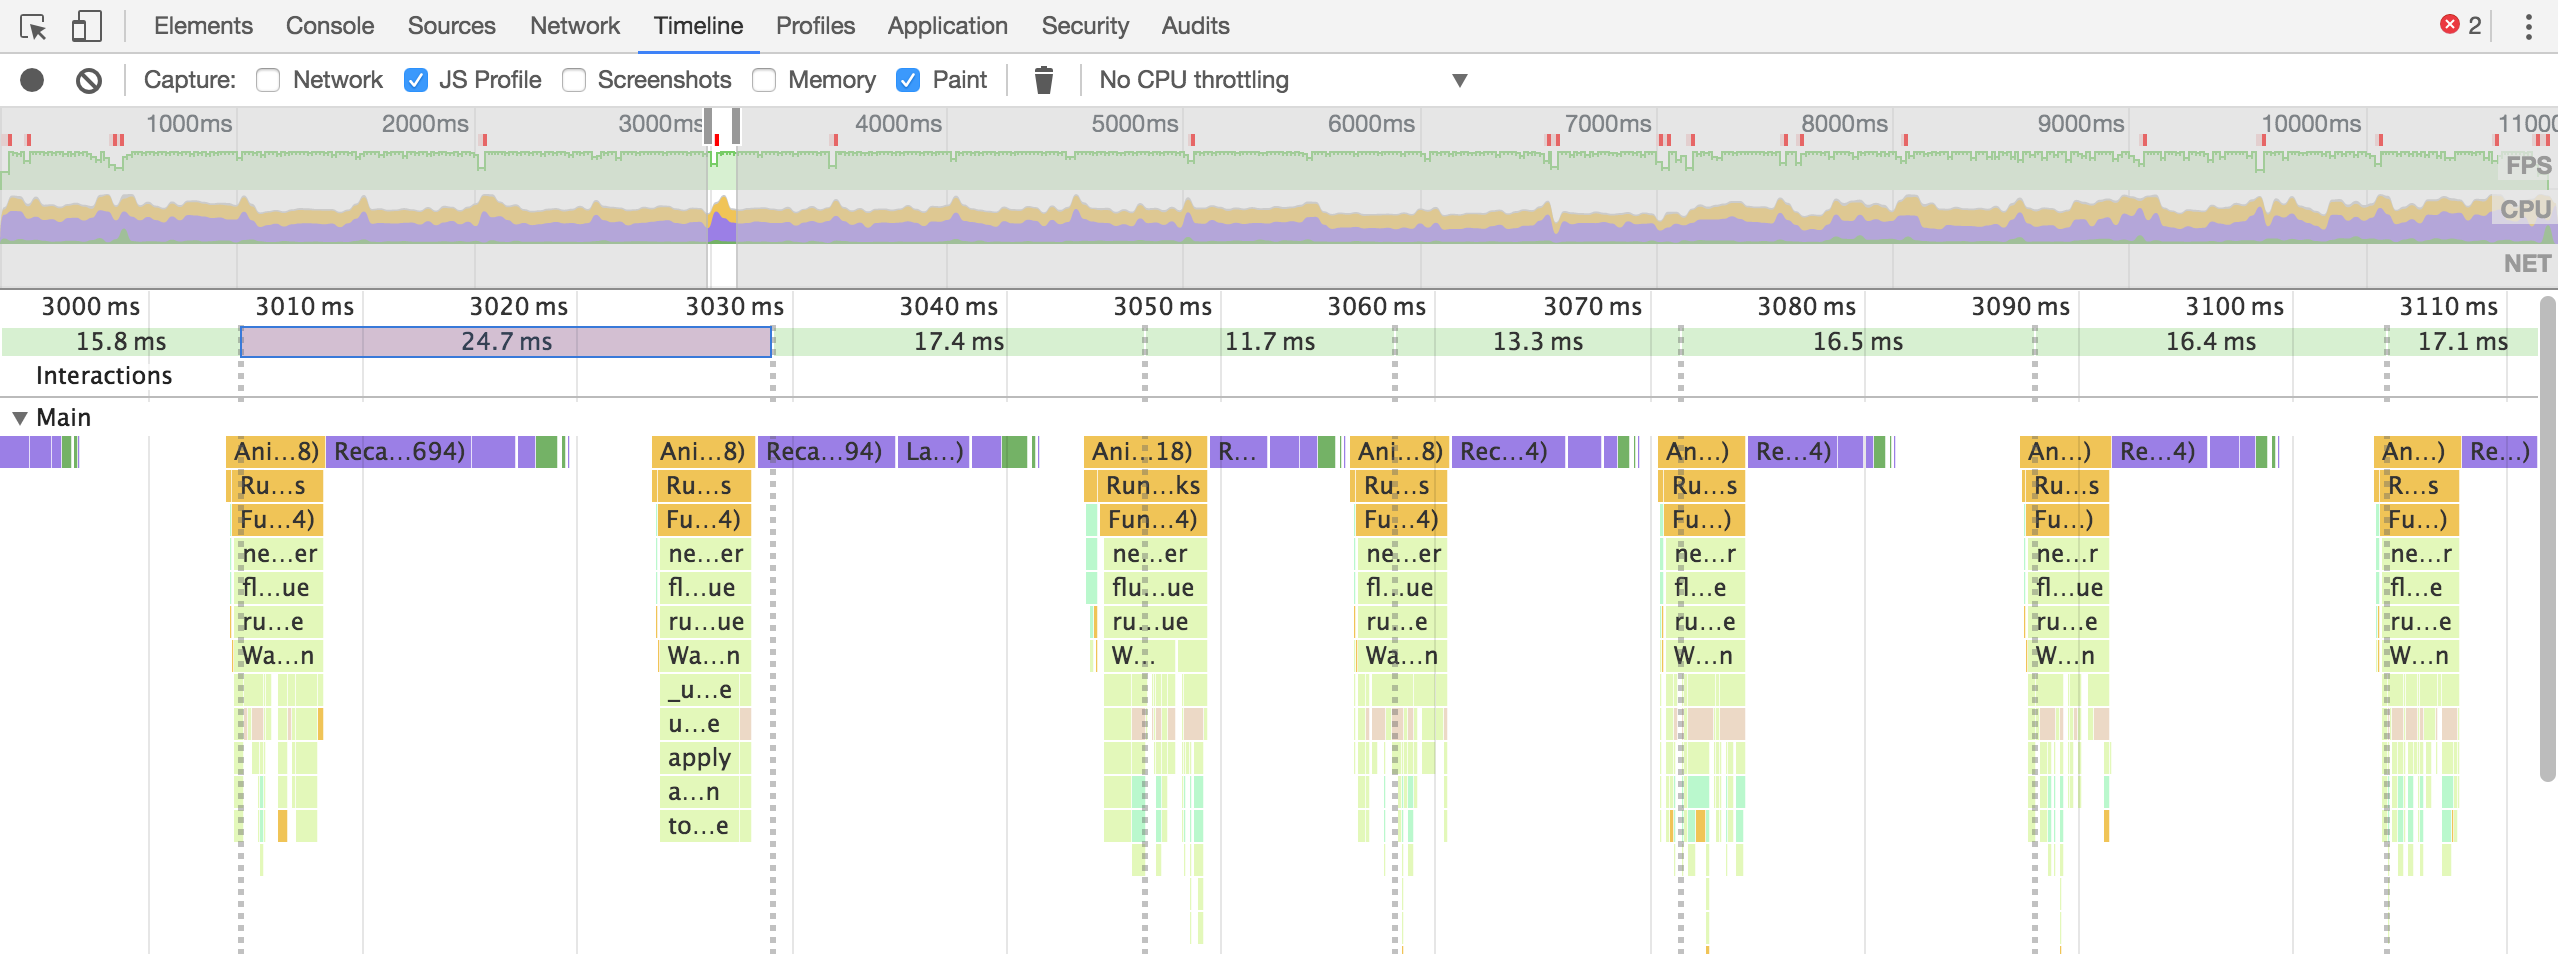 Elements Console Sources Network Timeline Profiles Application Security Audits 2
Capture: Network JS Profile Screenshots Memory Paint No CPU throttling
1000ms 2000ms 3000ms 4000ms 5000ms 6000ms 7000ms 8000ms 9000ms 10000ms 11000
FPS
CPU
NET
3000 ms 3010 ms 3020 ms 3030 ms 3040 ms 3050 ms 3060 ms 3070 ms 3080 ms 3090 ms 3100 ms 3110 ms
15.8 ms 24.7 ms 17.4 ms 11.7 ms 13.3 ms 16.5 ms 16.4 ms 17.1 ms
Interactions
Main
Ani...8) Reca...694) Ani...8) Reca...94) La...) Ani...18) R... Ani...8) Rec...4) An...) Re...4) An...) Re...4) An...) Re...)
Ru...s Ru...s Run...ks Ru...s Ru...s Ru...s R...s
Fu...4) Fu...4) Fun...4) Fu...4) Fu...) Fu...) Fu...)
ne...er ne...er ne...er ne...er ne...r ne...r ne...r
fl...ue fl...ue flu...ue fl...ue fl...e fl...ue fl...e
ru...e ru...ue ru...ue ru...e ru...e ru...e ru...e
Wa...n Wa...n W... Wa...n W...n W...n W...n
_u...e
u...e
apply
a...n
to...e